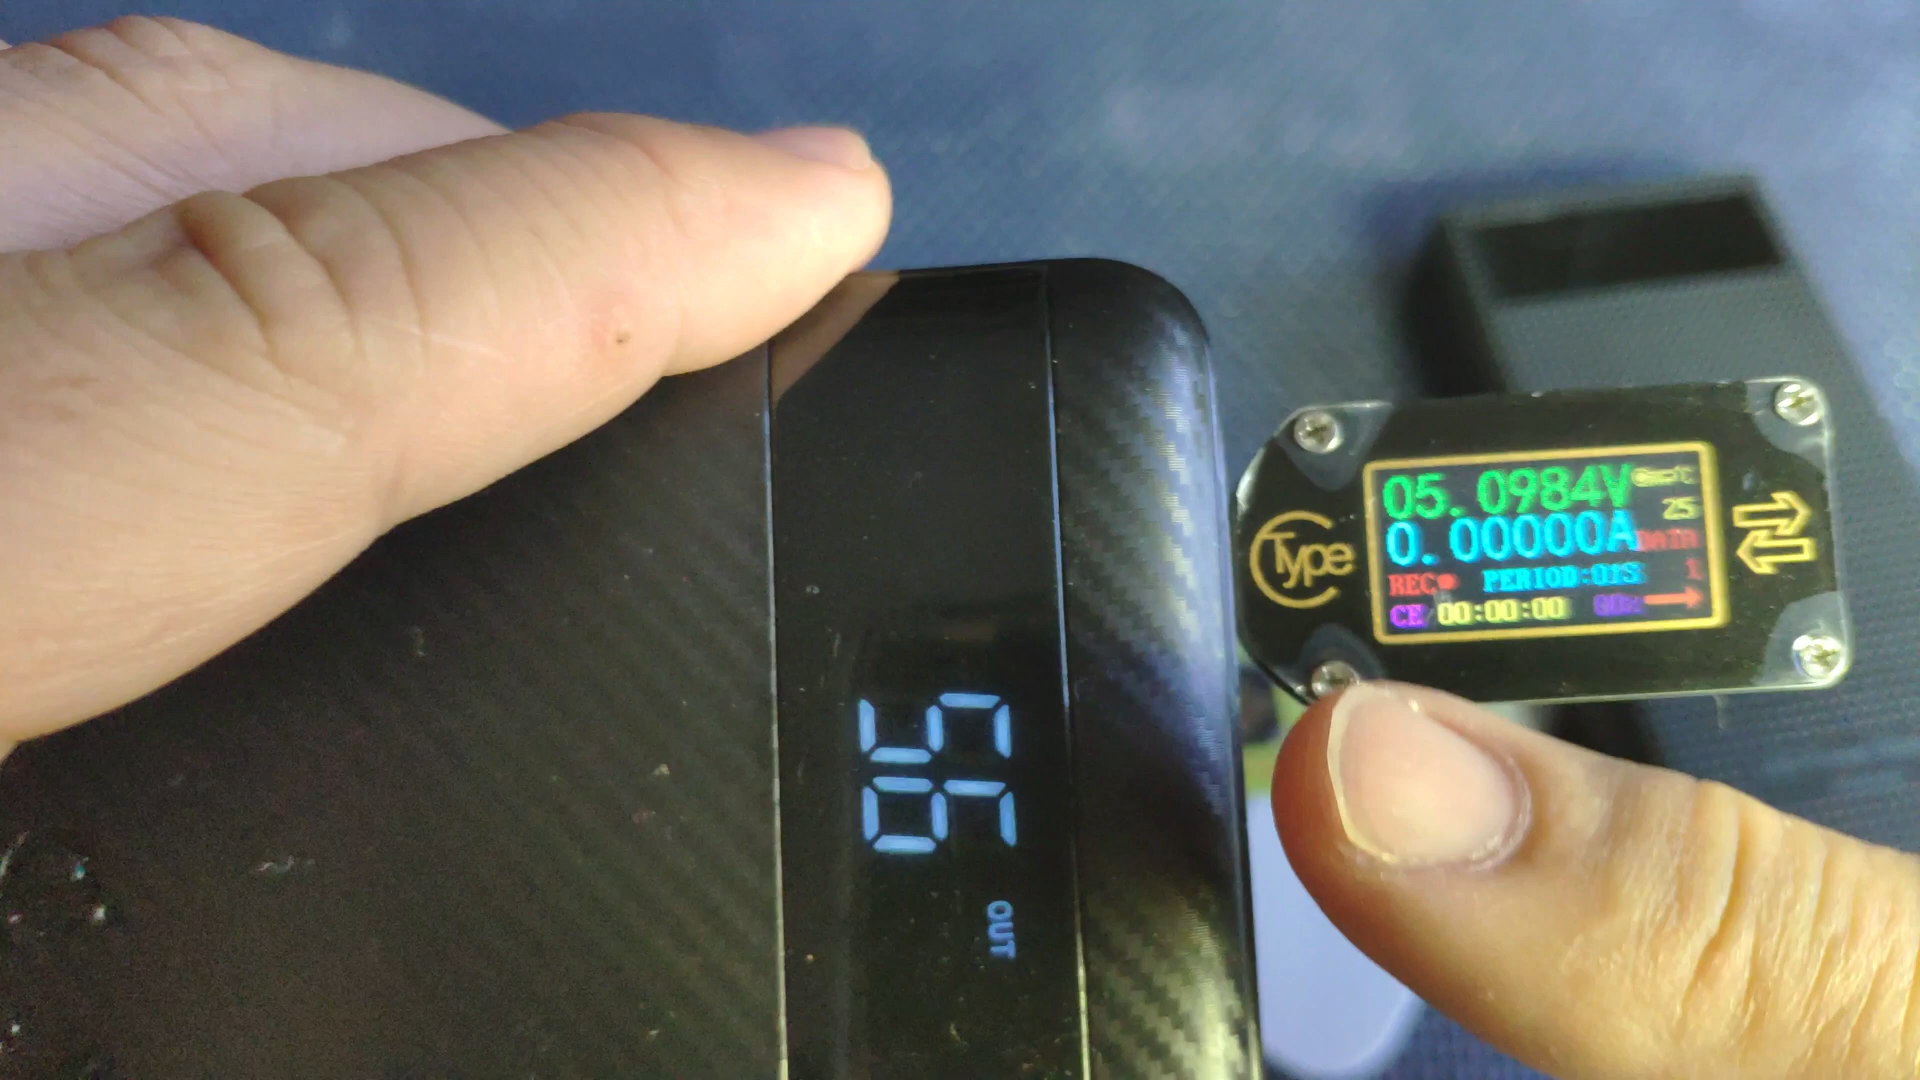 56
OUT
Type
05.0984V
25
0.00000A
REC PERIOD:01S 1
00:00:00